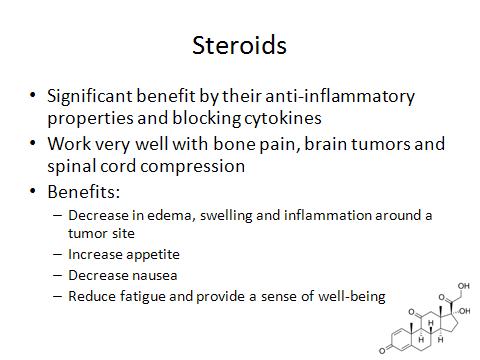 Steroids
• Significant benefit by their anti-inflammatory
properties and blocking cytokines
• Work very well with bone pain, brain tumors and
spinal cord compression
• Benefits:
– Decrease in edema, swelling and inflammation around a
tumor site
– Increase appetite
– Decrease nausea
– Reduce fatigue and provide a sense of well-being
OH
O
O
OH
H
H
H
O